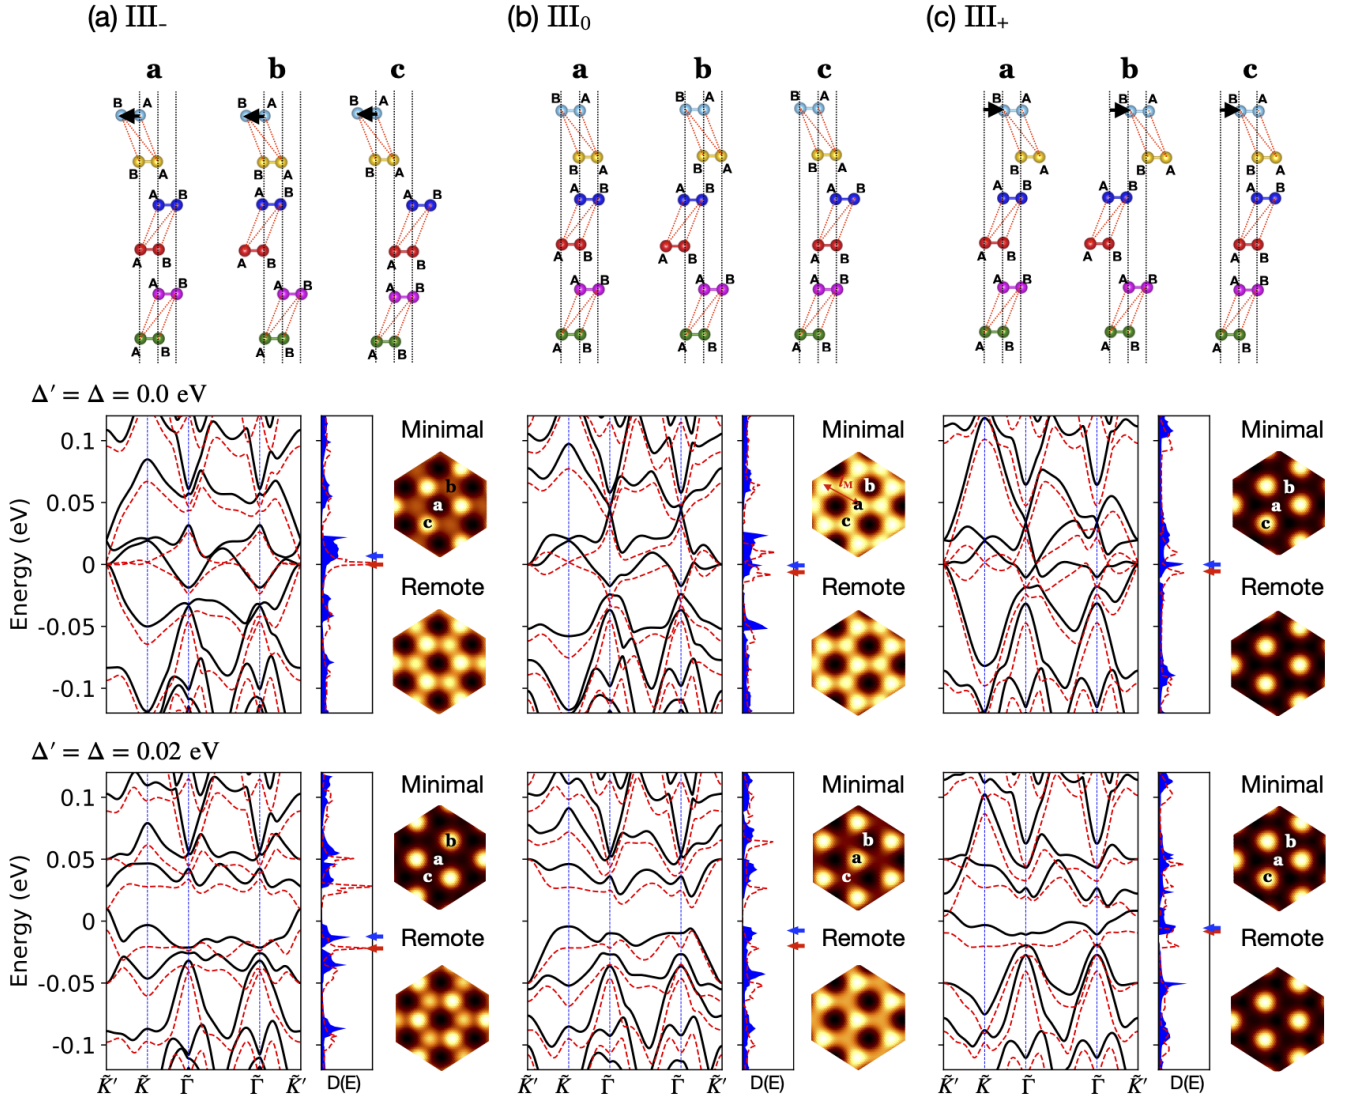 (a) III₋
(b) III₀
(c) III₊
a b c
a b c
a b c
B A B A B A
B A B A B A
A B A B A B
A B A B A B
A B A B A B
A B A B A B
B A B A B A
B A B A B A
A B A B A B
A B A B A B
A B A B A B
A B A B A B
B A B A B A
B A B A B A
A B A B A B
A B A B A B
A B A B A B
A B A B A B
Δ′ = Δ = 0.0 eV
Energy (eV)
0.1
0.05
0
-0.05
-0.1
Minimal
b
a
c
Remote
Minimal
l_M
b
a
c
Remote
Minimal
b
a
c
Remote
Δ′ = Δ = 0.02 eV
Energy (eV)
0.1
0.05
0
-0.05
-0.1
Minimal
b
a
c
Remote
Minimal
b
a
c
Remote
Minimal
b
a
c
Remote
K̃′ K̃ Γ̃ Γ̃ K̃′ D(E)
K̃′ K̃ Γ̃ Γ̃ K̃′ D(E)
K̃′ K̃ Γ̃ Γ̃ K̃′ D(E)